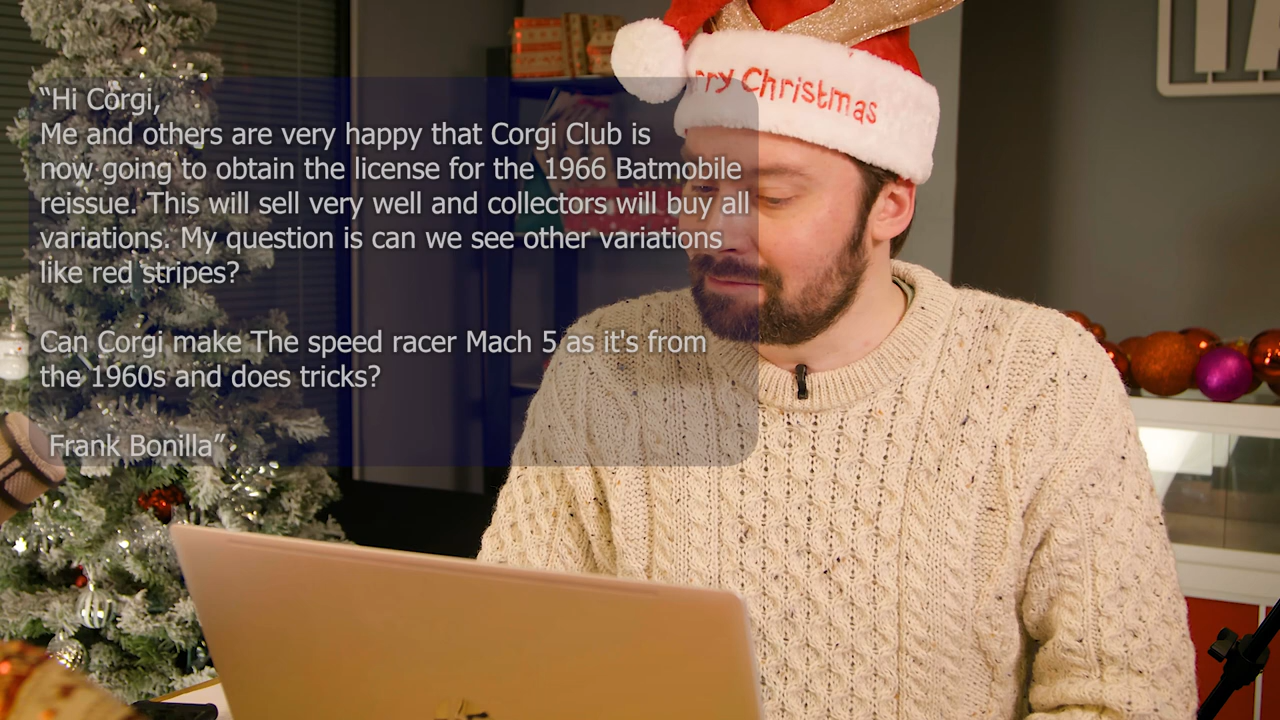 “Hi Corgi,
Me and others are very happy that Corgi Club is
now going to obtain the license for the 1966 Batmobile
reissue. This will sell very well and collectors will buy all
variations. My question is can we see other variations
like red stripes?
Can Corgi make The speed racer Mach 5 as it's from
the 1960s and does tricks?
Frank Bonilla”
Christmas